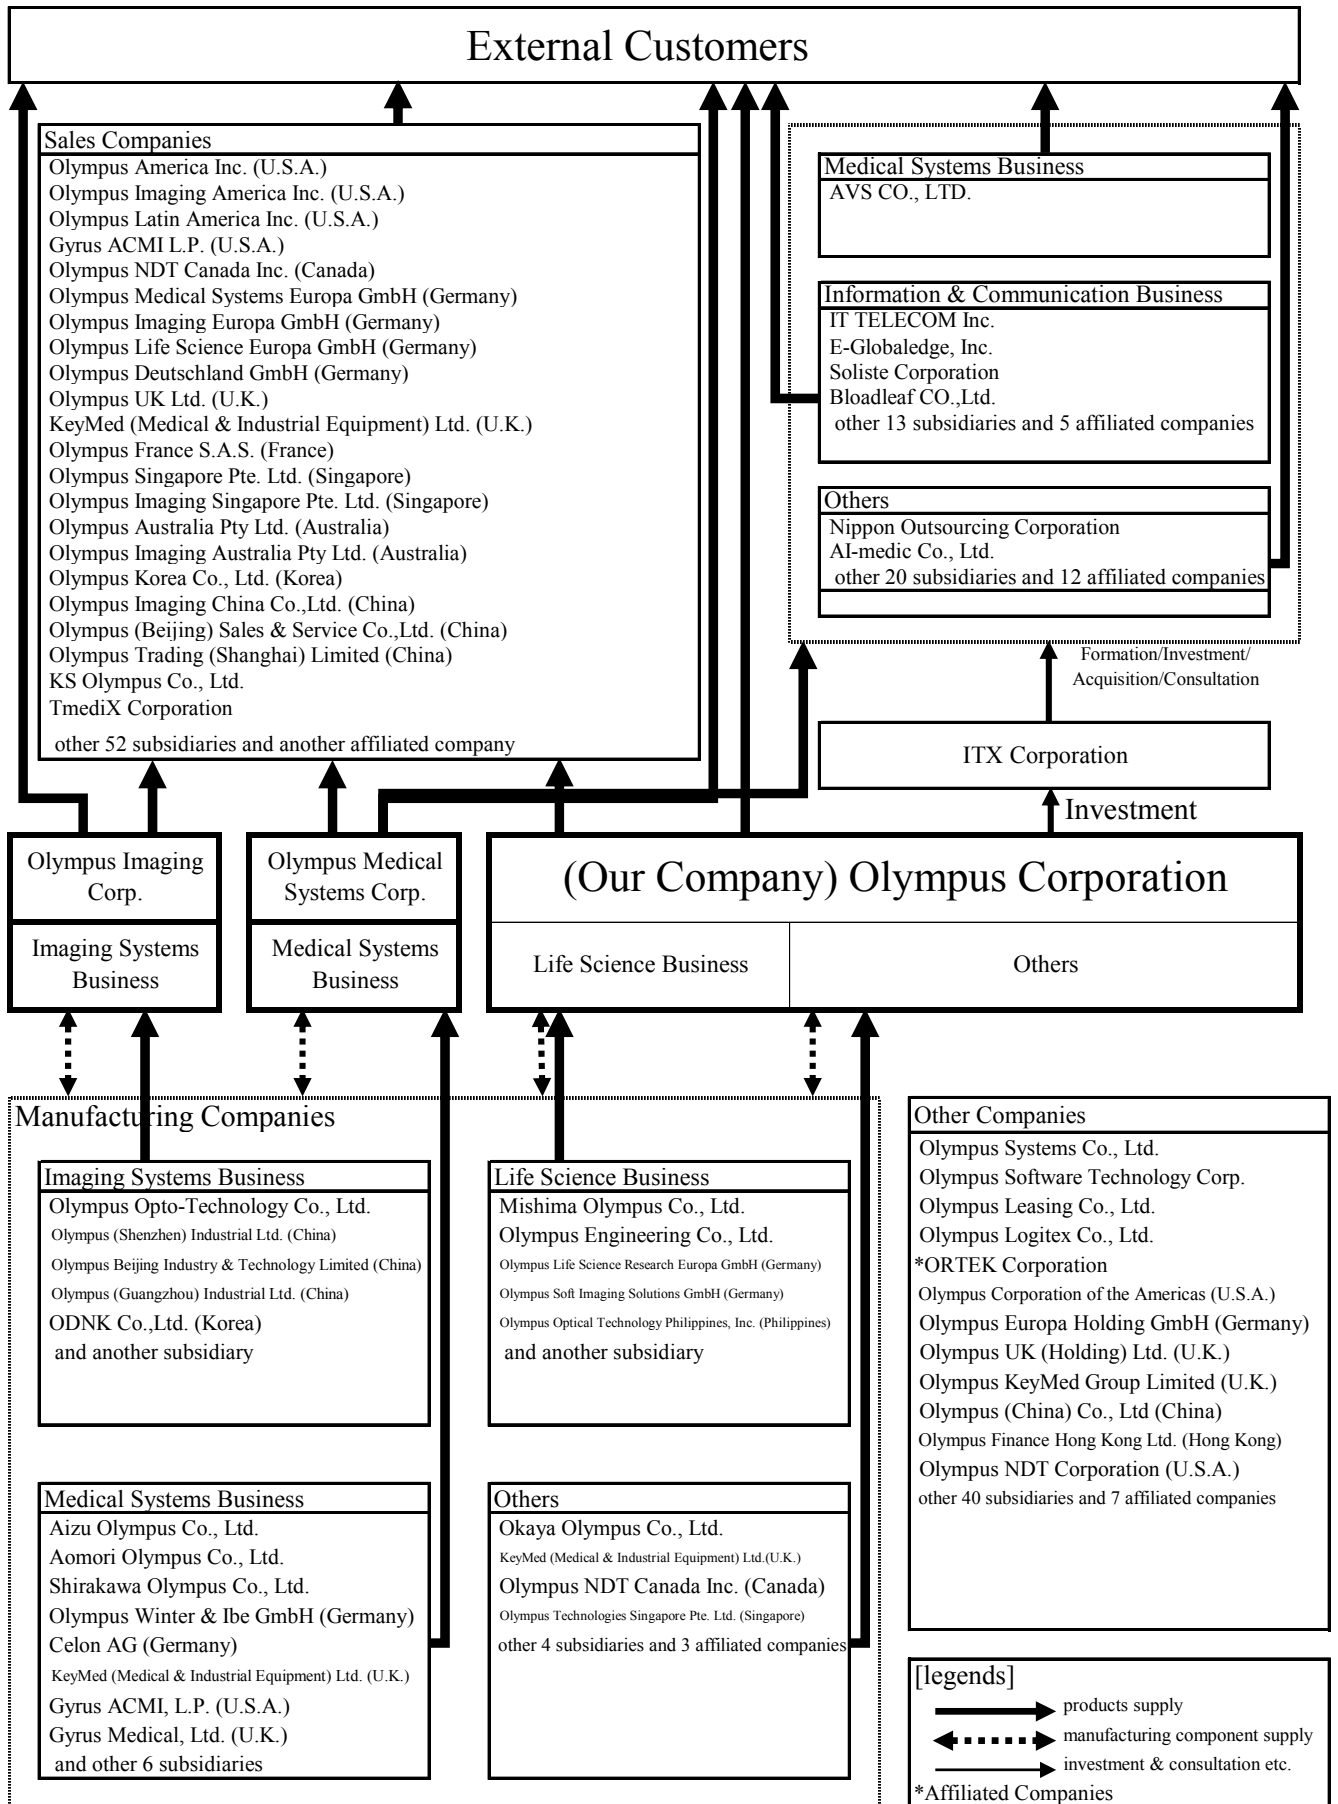 External Customers
Sales Companies
Olympus America Inc. (U.S.A.)
Olympus Imaging America Inc. (U.S.A.)
Olympus Latin America Inc. (U.S.A.)
Gyrus ACMI L.P. (U.S.A.)
Olympus NDT Canada Inc. (Canada)
Olympus Medical Systems Europa GmbH (Germany)
Olympus Imaging Europa GmbH (Germany)
Olympus Life Science Europa GmbH (Germany)
Olympus Deutschland GmbH (Germany)
Olympus UK Ltd. (U.K.)
KeyMed (Medical & Industrial Equipment) Ltd. (U.K.)
Olympus France S.A.S. (France)
Olympus Singapore Pte. Ltd. (Singapore)
Olympus Imaging Singapore Pte. Ltd. (Singapore)
Olympus Australia Pty Ltd. (Australia)
Olympus Imaging Australia Pty Ltd. (Australia)
Olympus Korea Co., Ltd. (Korea)
Olympus Imaging China Co.,Ltd. (China)
Olympus (Beijing) Sales & Service Co.,Ltd. (China)
Olympus Trading (Shanghai) Limited (China)
KS Olympus Co., Ltd.
TmediX Corporation
other 52 subsidiaries and another affiliated company
Medical Systems Business
AVS CO., LTD.
Information & Communication Business
IT TELECOM Inc.
E-Globaledge, Inc.
Soliste Corporation
Bloadleaf CO.,Ltd.
other 13 subsidiaries and 5 affiliated companies
Others
Nippon Outsourcing Corporation
AI-medic Co., Ltd.
other 20 subsidiaries and 12 affiliated companies
Formation/Investment/
Acquisition/Consultation
ITX Corporation
Investment
Olympus Imaging
Corp.
Imaging Systems
Business
Olympus Medical
Systems Corp.
Medical Systems
Business
(Our Company) Olympus Corporation
Life Science Business
Others
Manufacturing Companies
Imaging Systems Business
Olympus Opto-Technology Co., Ltd.
Olympus (Shenzhen) Industrial Ltd. (China)
Olympus Beijing Industry & Technology Limited (China)
Olympus (Guangzhou) Industrial Ltd. (China)
ODNK Co.,Ltd. (Korea)
and another subsidiary
Life Science Business
Mishima Olympus Co., Ltd.
Olympus Engineering Co., Ltd.
Olympus Life Science Research Europa GmbH (Germany)
Olympus Soft Imaging Solutions GmbH (Germany)
Olympus Optical Technology Philippines, Inc. (Philippines)
and another subsidiary
Medical Systems Business
Aizu Olympus Co., Ltd.
Aomori Olympus Co., Ltd.
Shirakawa Olympus Co., Ltd.
Olympus Winter & Ibe GmbH (Germany)
Celon AG (Germany)
KeyMed (Medical & Industrial Equipment) Ltd. (U.K.)
Gyrus ACMI, L.P. (U.S.A.)
Gyrus Medical, Ltd. (U.K.)
and other 6 subsidiaries
Others
Okaya Olympus Co., Ltd.
KeyMed (Medical & Industrial Equipment) Ltd.(U.K.)
Olympus NDT Canada Inc. (Canada)
Olympus Technologies Singapore Pte. Ltd. (Singapore)
other 4 subsidiaries and 3 affiliated companies
Other Companies
Olympus Systems Co., Ltd.
Olympus Software Technology Corp.
Olympus Leasing Co., Ltd.
Olympus Logitex Co., Ltd.
*ORTEK Corporation
Olympus Corporation of the Americas (U.S.A.)
Olympus Europa Holding GmbH (Germany)
Olympus UK (Holding) Ltd. (U.K.)
Olympus KeyMed Group Limited (U.K.)
Olympus (China) Co., Ltd (China)
Olympus Finance Hong Kong Ltd. (Hong Kong)
Olympus NDT Corporation (U.S.A.)
other 40 subsidiaries and 7 affiliated companies
[legends]
products supply
manufacturing component supply
investment & consultation etc.
*Affiliated Companies